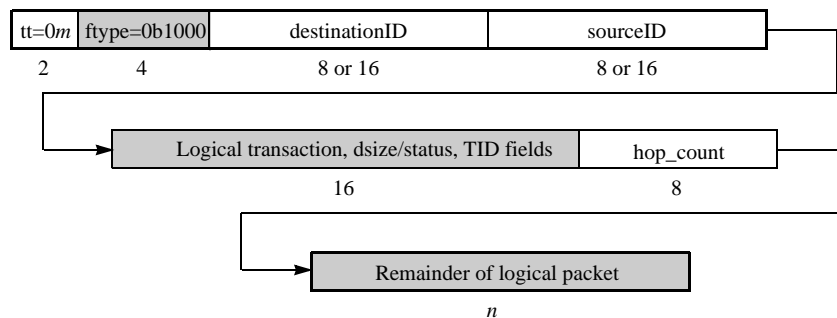 tt=0m ftype=0b1000 destinationID sourceID
2 4 8 or 16 8 or 16
Logical transaction, dsize/status, TID fields hop_count
16 8
Remainder of logical packet
n